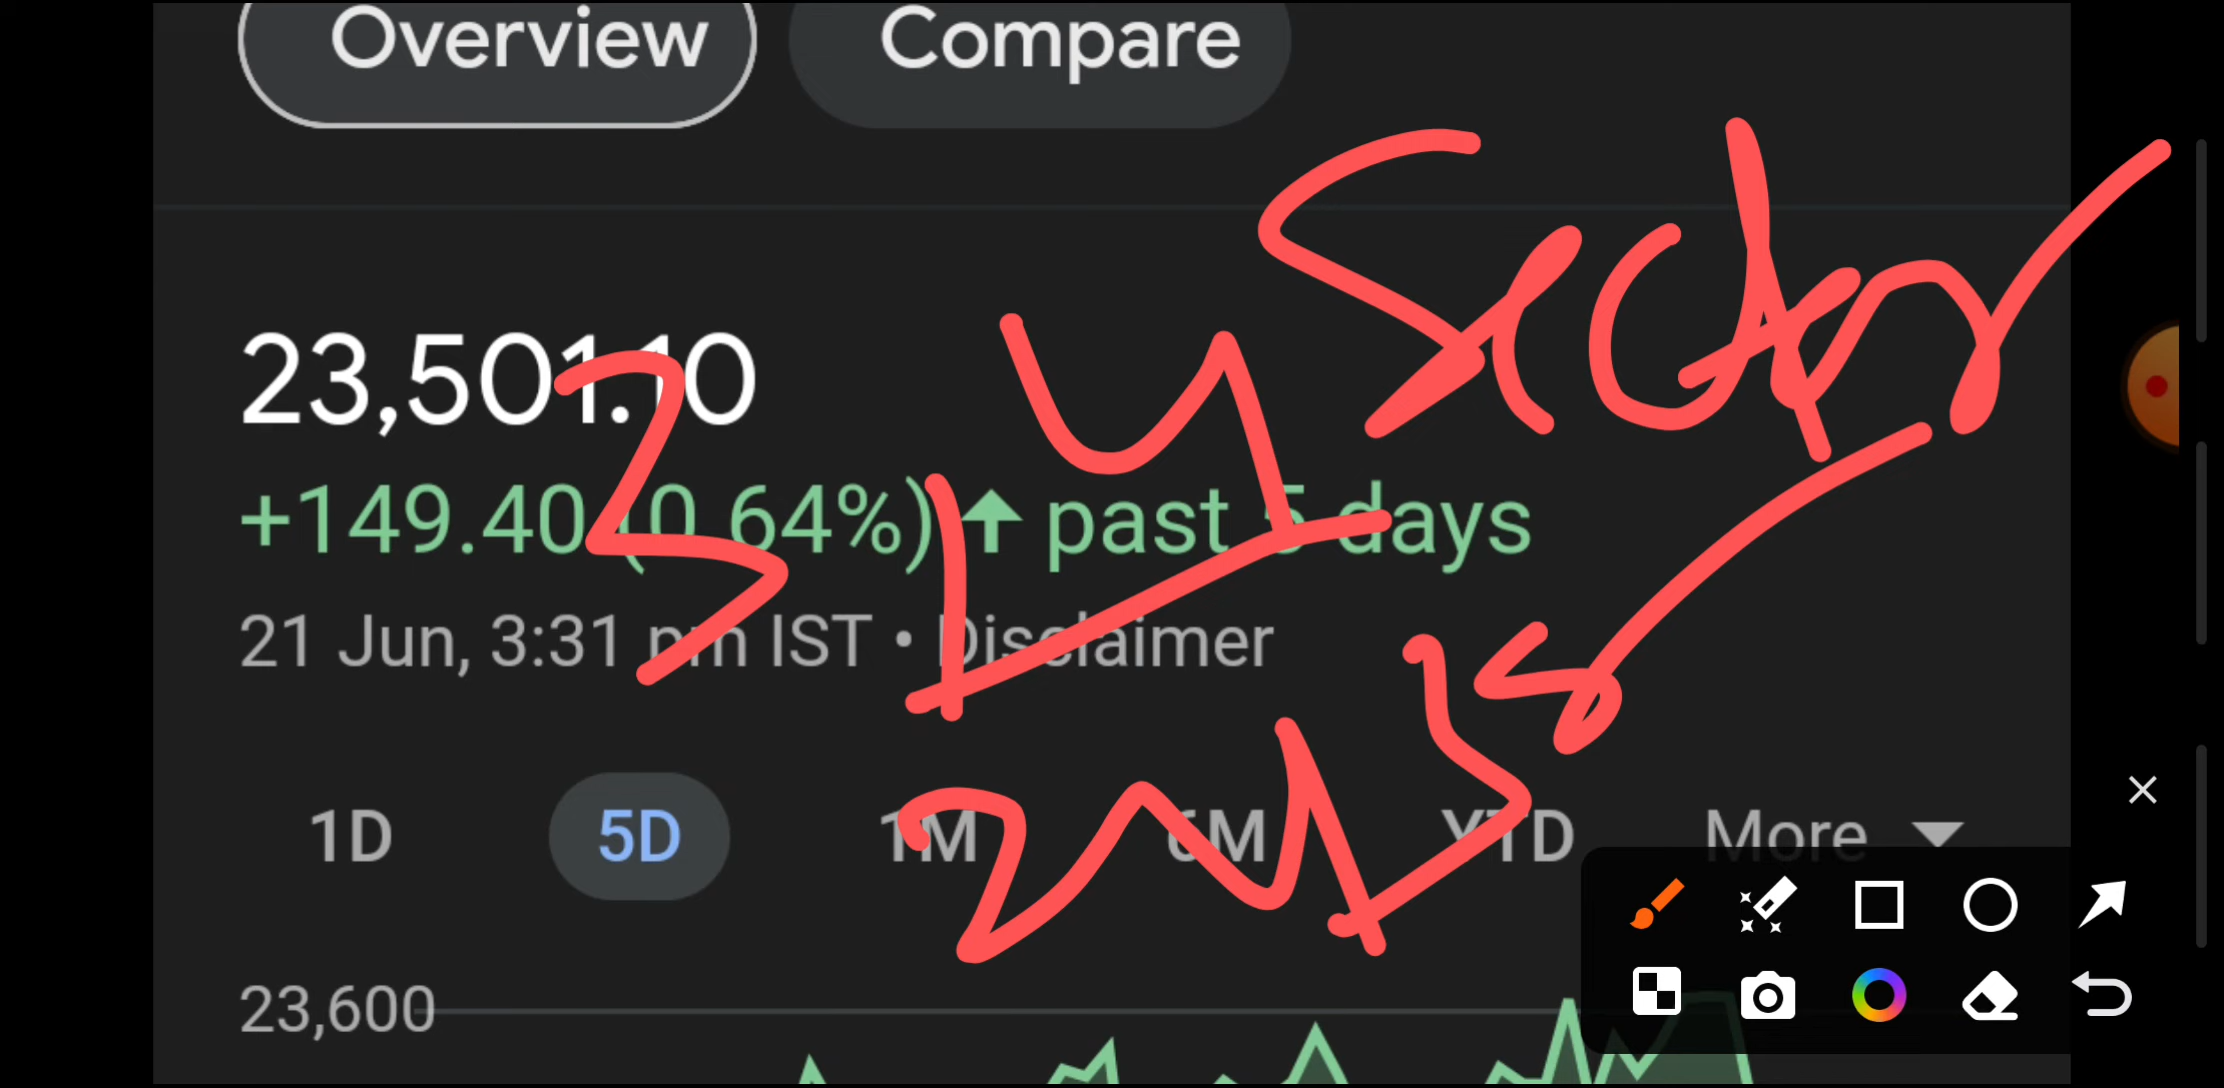 Overview Compare
23,501.10
+149.40 (0.64%) ↑ past 5 days
21 Jun, 3:31 pm IST • Disclaimer
1D 5D 1M 6M YTD More
23,600